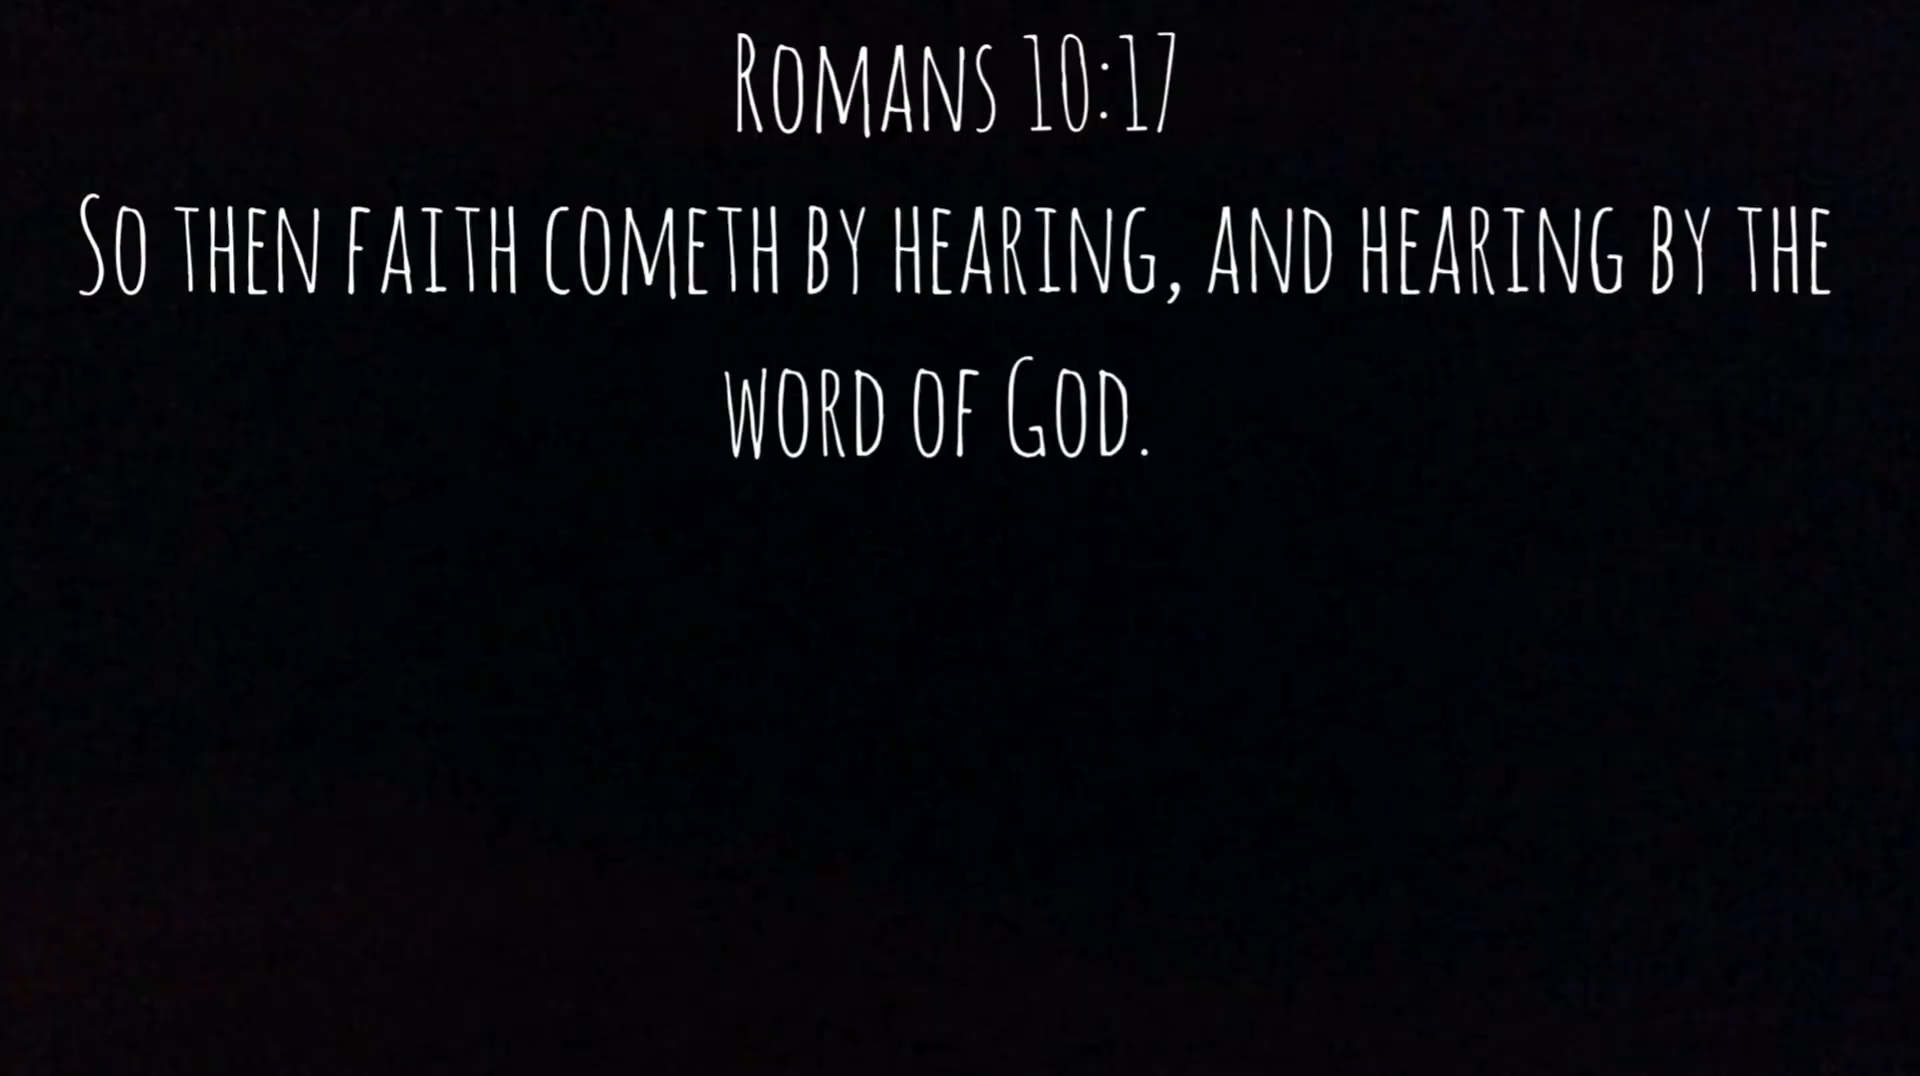 Romans 10:17
So then faith cometh by hearing, and hearing by the
word of God.